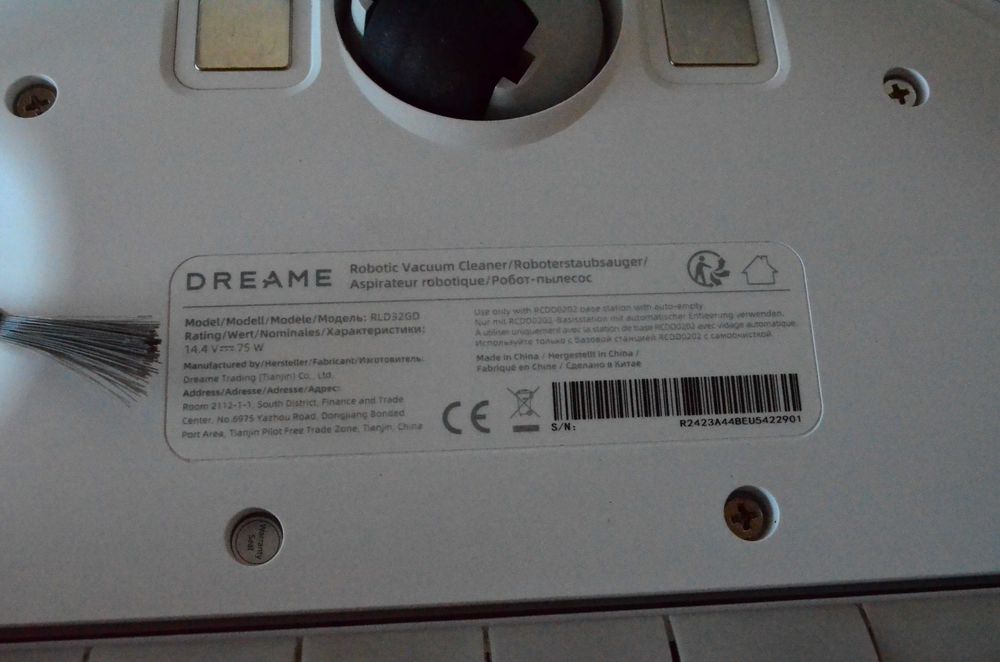 DREAME
Robotic Vacuum Cleaner/Roboterstaubsauger/
Aspirateur robotique/Робот-пылесос
Model/Modell/Modèle/Модель: RLD32GD
Rating/Wert/Nominales/Характеристики:
14.4 V⎓75 W
Manufactured by/Hersteller/Fabricant/Изготовитель:
Dreame Trading (Tianjin) Co., Ltd.
Address/Adresse/Adresse/Адрес:
Room 2112-1-1, South District, Finance and Trade
Center, No.6975 Yazhou Road, Dongjiang Bonded
Port Area, Tianjin Pilot Free Trade Zone, Tianjin, China
Use only with RCDD0202 base station with auto-empty.
Nur mit RCDD0202-Basisstation mit automatischer Entleerung verwenden.
À utiliser uniquement avec la station de base RCDD0202 avec vidage automatique.
Используйте только с базовой станцией RCDD0202 с самоочисткой.
Made in China / Hergestellt in China /
Fabriqué en Chine / Сделано в Китае
CE
S/N: R2423A44BEU5422901
Warranty
Seal